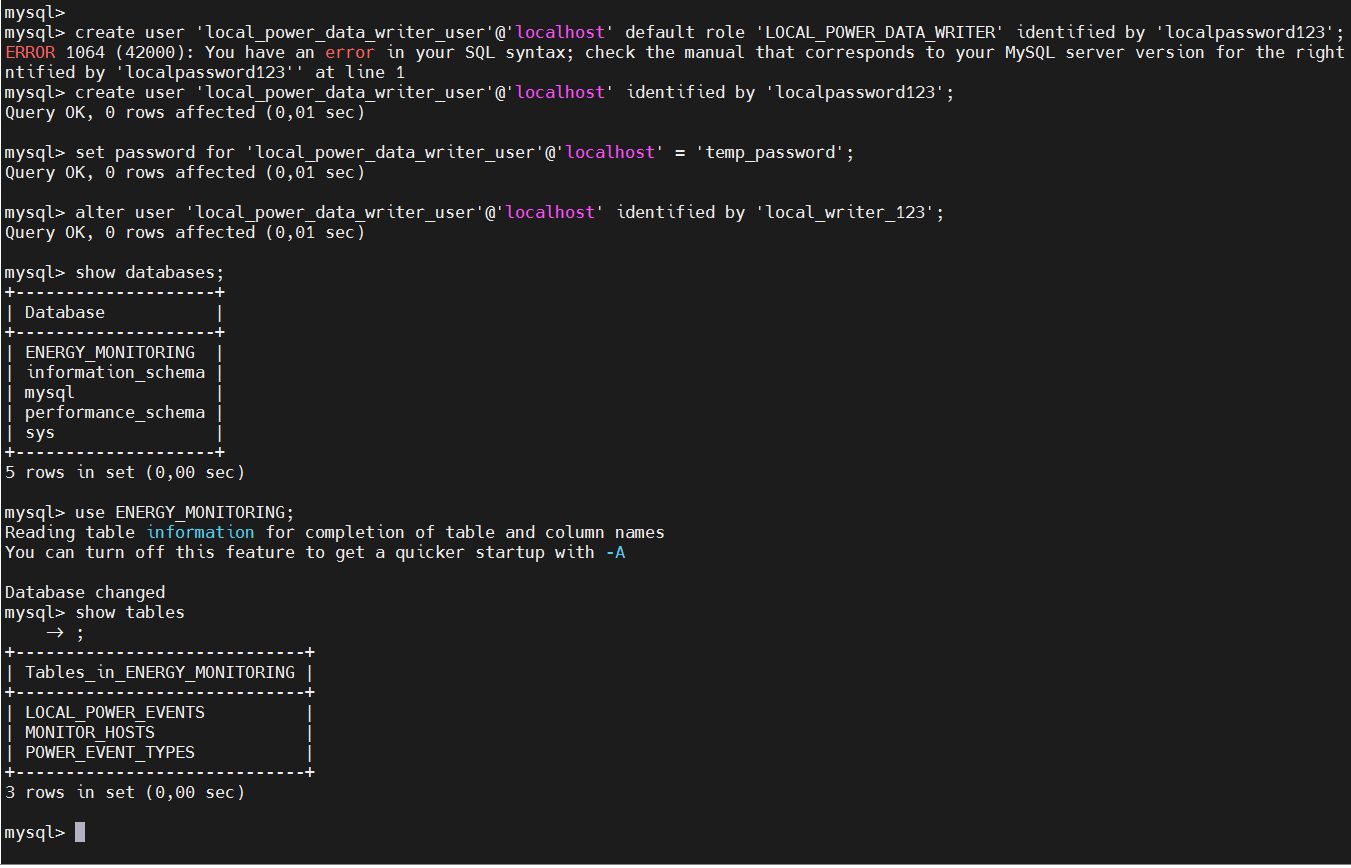 mysql>
mysql> create user 'local_power_data_writer_user'@'localhost' default role 'LOCAL_POWER_DATA_WRITER' identified by 'localpassword123';
ERROR 1064 (42000): You have an error in your SQL syntax; check the manual that corresponds to your MySQL server version for the right
ntified by 'localpassword123'' at line 1
mysql> create user 'local_power_data_writer_user'@'localhost' identified by 'localpassword123';
Query OK, 0 rows affected (0,01 sec)

mysql> set password for 'local_power_data_writer_user'@'localhost' = 'temp_password';
Query OK, 0 rows affected (0,01 sec)

mysql> alter user 'local_power_data_writer_user'@'localhost' identified by 'local_writer_123';
Query OK, 0 rows affected (0,01 sec)

mysql> show databases;
+--------------------+
| Database           |
+--------------------+
| ENERGY_MONITORING  |
| information_schema |
| mysql              |
| performance_schema |
| sys                |
+--------------------+
5 rows in set (0,00 sec)

mysql> use ENERGY_MONITORING;
Reading table information for completion of table and column names
You can turn off this feature to get a quicker startup with -A

Database changed
mysql> show tables
    -> ;
+-----------------------------+
| Tables_in_ENERGY_MONITORING |
+-----------------------------+
| LOCAL_POWER_EVENTS          |
| MONITOR_HOSTS               |
| POWER_EVENT_TYPES           |
+-----------------------------+
3 rows in set (0,00 sec)

mysql>